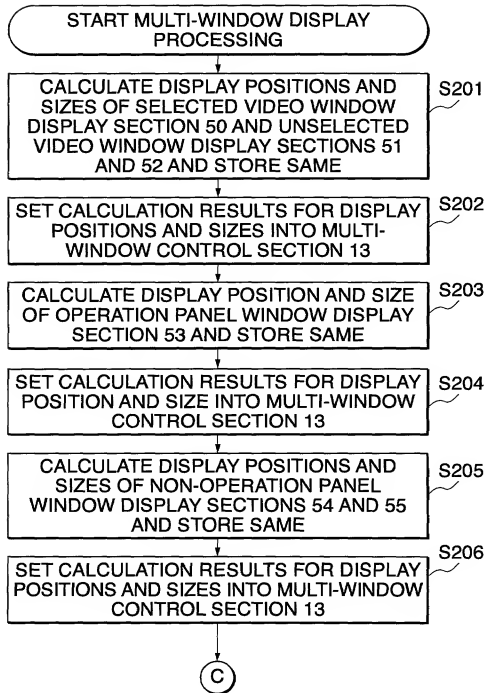 START MULTI-WINDOW DISPLAY
PROCESSING
CALCULATE DISPLAY POSITIONS AND
SIZES OF SELECTED VIDEO WINDOW
DISPLAY SECTION 50 AND UNSELECTED
VIDEO WINDOW DISPLAY SECTIONS 51
AND 52 AND STORE SAME
S201
SET CALCULATION RESULTS FOR DISPLAY
POSITIONS AND SIZES INTO MULTI-
WINDOW CONTROL SECTION 13
S202
CALCULATE DISPLAY POSITION AND SIZE
OF OPERATION PANEL WINDOW DISPLAY
SECTION 53 AND STORE SAME
S203
SET CALCULATION RESULTS FOR DISPLAY
POSITION AND SIZE INTO MULTI-WINDOW
CONTROL SECTION 13
S204
CALCULATE DISPLAY POSITIONS AND
SIZES OF NON-OPERATION PANEL
WINDOW DISPLAY SECTIONS 54 AND 55
AND STORE SAME
S205
SET CALCULATION RESULTS FOR DISPLAY
POSITIONS AND SIZES INTO MULTI-WINDOW
CONTROL SECTION 13
S206
C